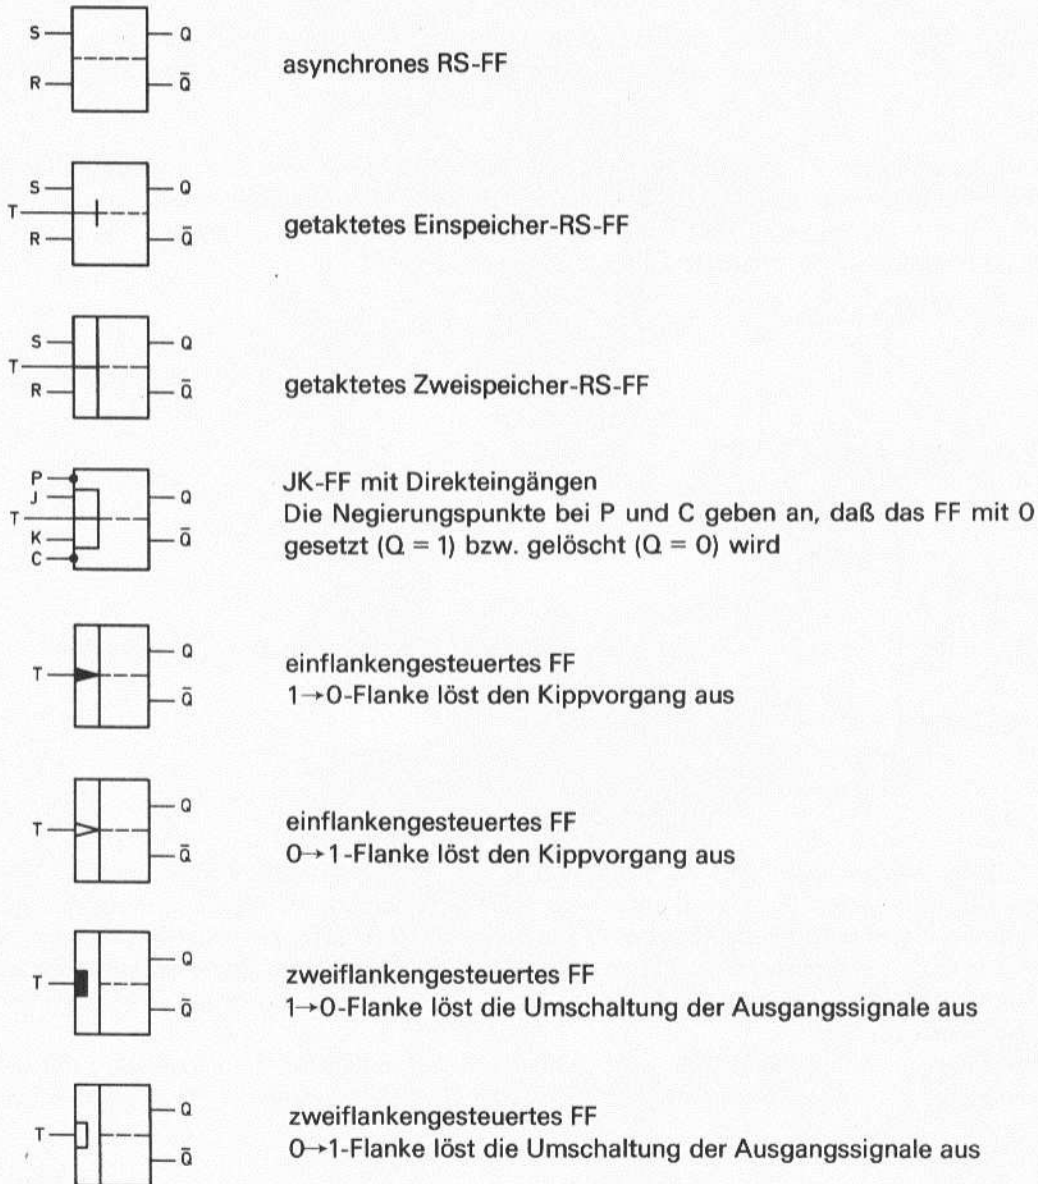 S Q
asynchrones RS-FF
R Q̄
S Q
T
getaktetes Einspeicher-RS-FF
R Q̄
S Q
T
getaktetes Zweispeicher-RS-FF
R Q̄
P
J Q
T
K Q̄
C
JK-FF mit Direkteingängen
Die Negierungspunkte bei P und C geben an, daß das FF mit 0
gesetzt (Q = 1) bzw. gelöscht (Q = 0) wird
Q
T
Q̄
einflankengesteuertes FF
1→0-Flanke löst den Kippvorgang aus
Q
T
Q̄
einflankengesteuertes FF
0→1-Flanke löst den Kippvorgang aus
Q
T
Q̄
zweiflankengesteuertes FF
1→0-Flanke löst die Umschaltung der Ausgangssignale aus
Q
T
Q̄
zweiflankengesteuertes FF
0→1-Flanke löst die Umschaltung der Ausgangssignale aus